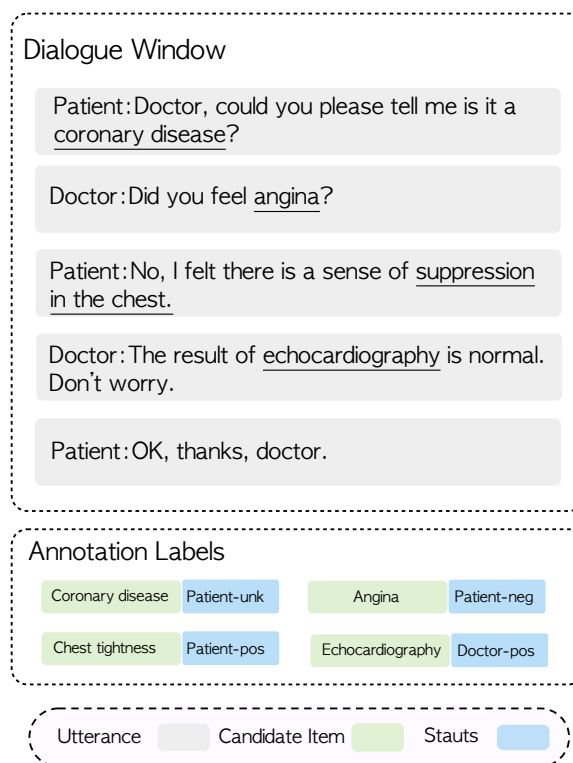 Dialogue Window
Patient:Doctor, could you please tell me is it a
coronary disease?
Doctor:Did you feel angina?
Patient:No, I felt there is a sense of suppression
in the chest.
Doctor:The result of echocardiography is normal.
Don't worry.
Patient:OK, thanks, doctor.
Annotation Labels
Coronary disease Patient-unk Angina Patient-neg
Chest tightness Patient-pos Echocardiography Doctor-pos
Utterance Candidate Item Stauts